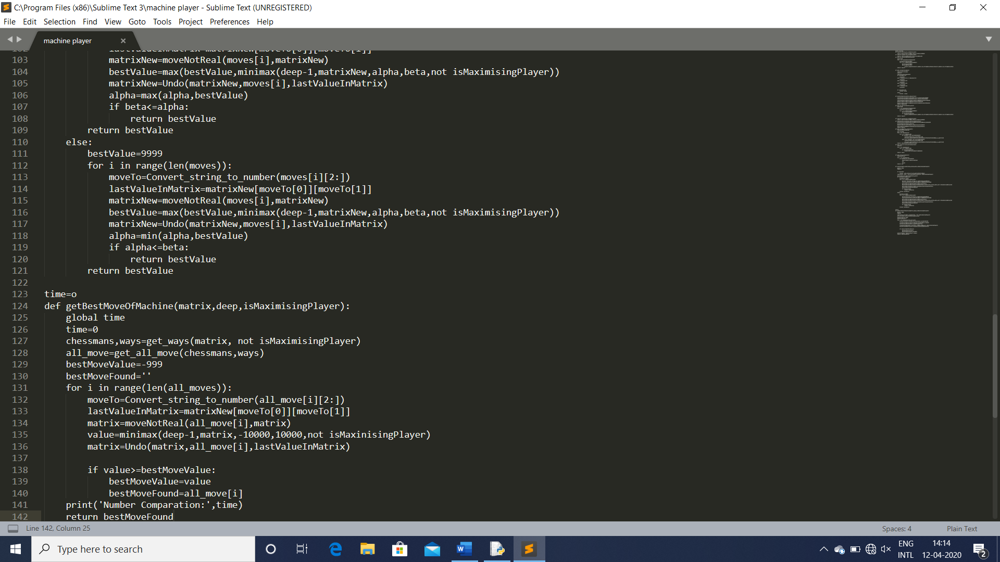 C:\Program Files (x86)\Sublime Text 3\machine player - Sublime Text (UNREGISTERED)
File Edit Selection Find View Goto Tools Project Preferences Help
machine player
103 matrixNew=moveNotReal(moves[i],matrixNew)
104 bestValue=max(bestValue,minimax(deep-1,matrixNew,alpha,beta,not isMaximisingPlayer))
105 matrixNew=Undo(matrixNew,moves[i],lastValueInMatrix)
106 alpha=max(alpha,bestValue)
107 if beta<=alpha:
108 return bestValue
109 return bestValue
110 else:
111 bestValue=9999
112 for i in range(len(moves)):
113 moveTo=Convert_string_to_number(moves[i][2:])
114 lastValueInMatrix=matrixNew[moveTo[0]][moveTo[1]]
115 matrixNew=moveNotReal(moves[i],matrixNew)
116 bestValue=max(bestValue,minimax(deep-1,matrixNew,alpha,beta,not isMaximisingPlayer))
117 matrixNew=Undo(matrixNew,moves[i],lastValueInMatrix)
118 alpha=min(alpha,bestValue)
119 if alpha<=beta:
120 return bestValue
121 return bestValue
122
123 time=o
124 def getBestMoveOfMachine(matrix,deep,isMaximisingPlayer):
125 global time
126 time=0
127 chessmans,ways=get_ways(matrix, not isMaximisingPlayer)
128 all_move=get_all_move(chessmans,ways)
129 bestMoveValue=-999
130 bestMoveFound=''
131 for i in range(len(all_moves)):
132 moveTo=Convert_string_to_number(all_move[i][2:])
133 lastValueInMatrix=matrixNew[moveTo[0]][moveTo[1]]
134 matrix=moveNotReal(all_move[i],matrix)
135 value=minimax(deep-1,matrix,-10000,10000,not isMaxinisingPlayer)
136 matrix=Undo(matrix,all_move[i],lastValueInMatrix)
137
138 if value>=bestMoveValue:
139 bestMoveValue=value
140 bestMoveFound=all_move[i]
141 print('Number Comparation:',time)
142 return bestMoveFound
Line 142, Column 25 Spaces: 4 Plain Text
Type here to search
ENG
INTL
14:14
12-04-2020
2